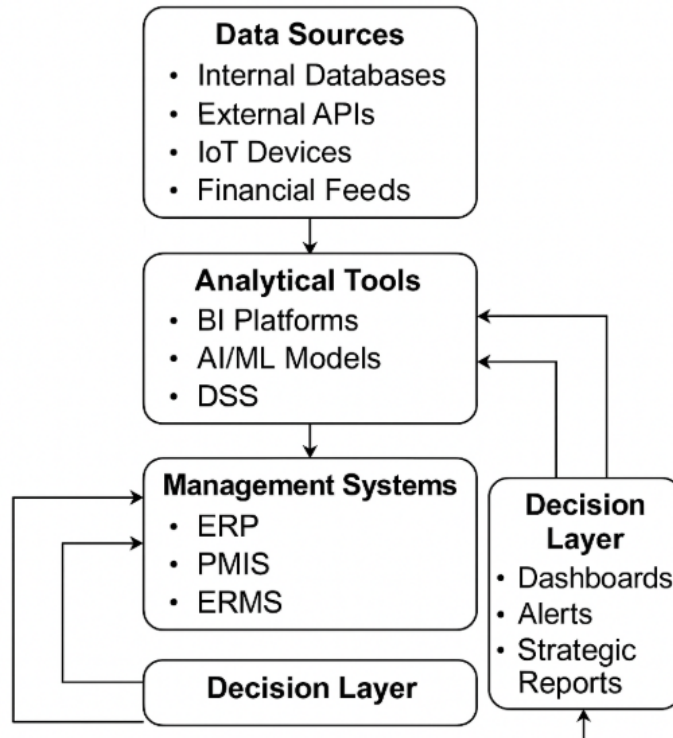 Data Sources
• Internal Databases
• External APIs
• IoT Devices
• Financial Feeds
Analytical Tools
• BI Platforms
• AI/ML Models
• DSS
Management Systems
• ERP
• PMIS
• ERMS
Decision Layer
Decision
Layer
• Dashboards
• Alerts
• Strategic
Reports